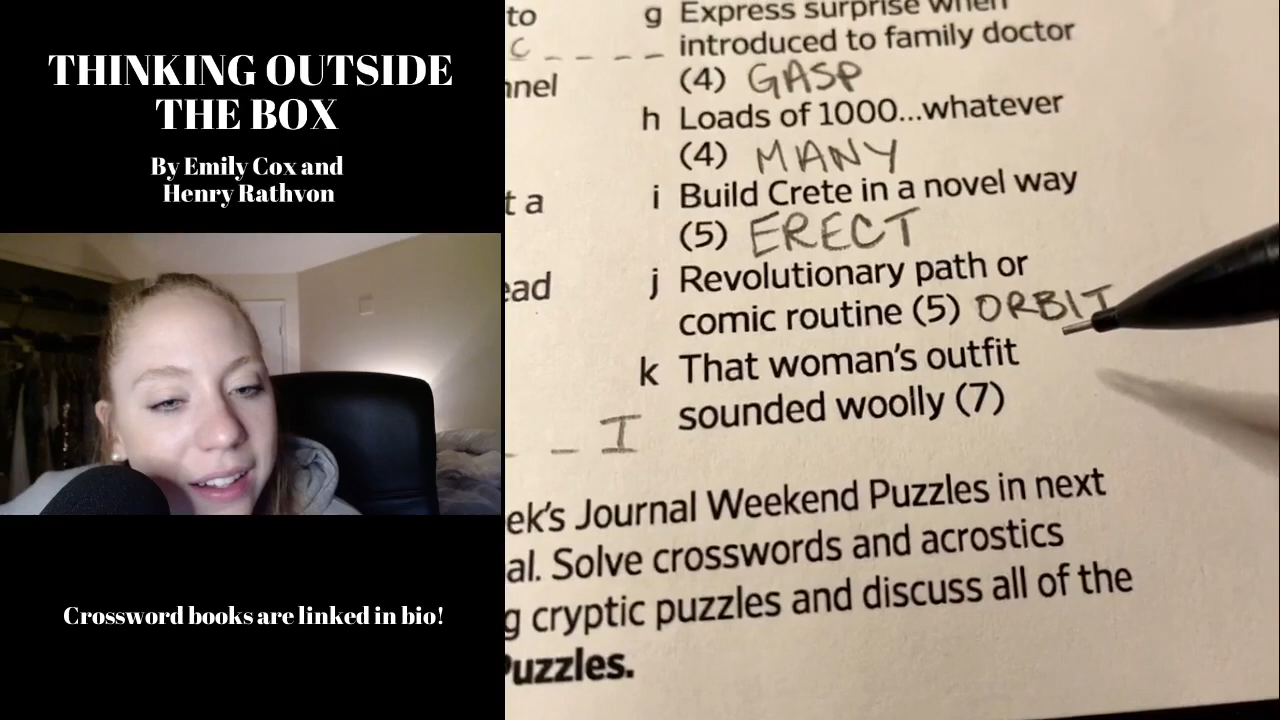 THINKING OUTSIDE
THE BOX
By Emily Cox and
Henry Rathvon
Crossword books are linked in bio!
to
C _ _ _ _
nnel
t a
ead
_ _ I
g Express surprise when
introduced to family doctor
(4) GASP
h Loads of 1000...whatever
(4) MANY
i Build Crete in a novel way
(5) ERECT
j Revolutionary path or
comic routine (5) ORBIT
k That woman's outfit
sounded woolly (7)
ek's Journal Weekend Puzzles in next
al. Solve crosswords and acrostics
g cryptic puzzles and discuss all of the
Puzzles.